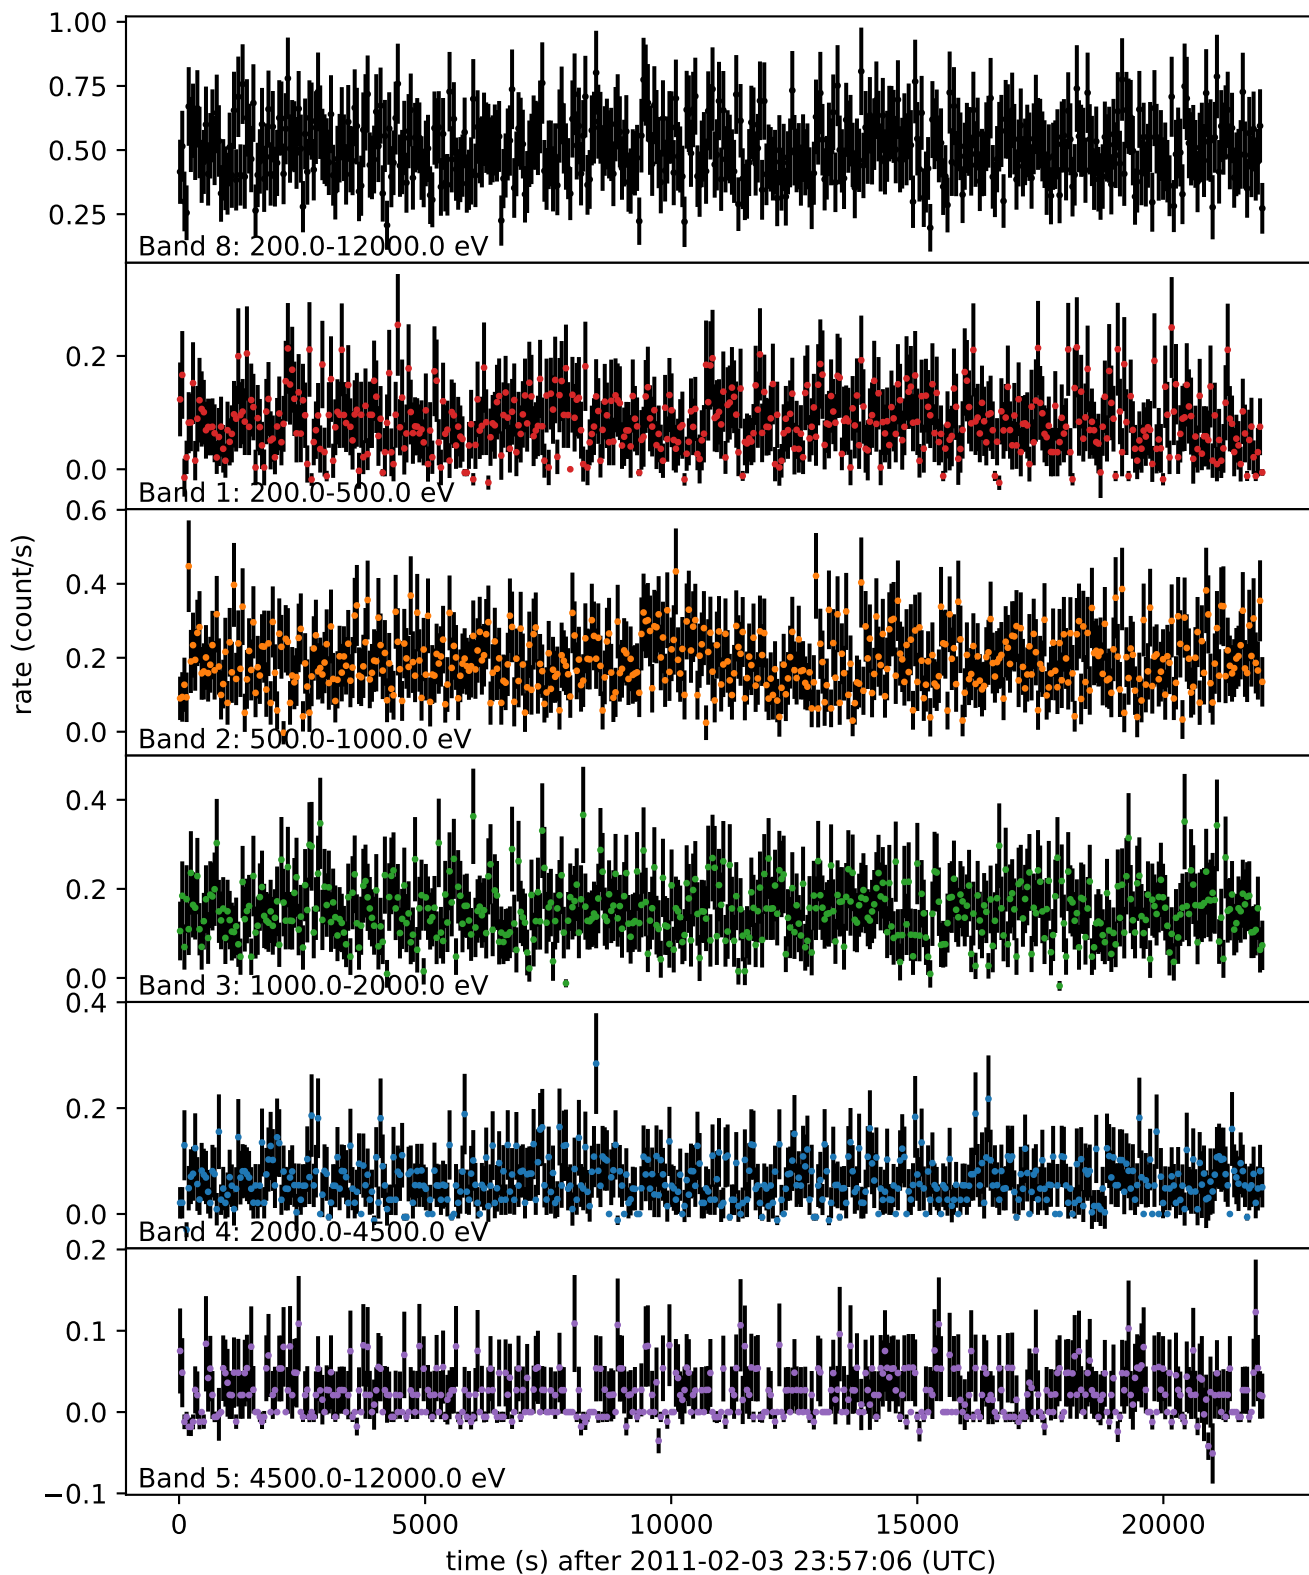 1.00
0.75
0.50
0.25
Band 8: 200.0-12000.0 eV
0.2
0.0
Band 1: 200.0-500.0 eV
0.6
0.4
0.2
0.0
Band 2: 500.0-1000.0 eV
0.4
0.2
0.0
Band 3: 1000.0-2000.0 eV
0.4
0.2
0.0
Band 4: 2000.0-4500.0 eV
0.2
0.1
0.0
−0.1
Band 5: 4500.0-12000.0 eV
rate (count/s)
0 5000 10000 15000 20000
time (s) after 2011-02-03 23:57:06 (UTC)